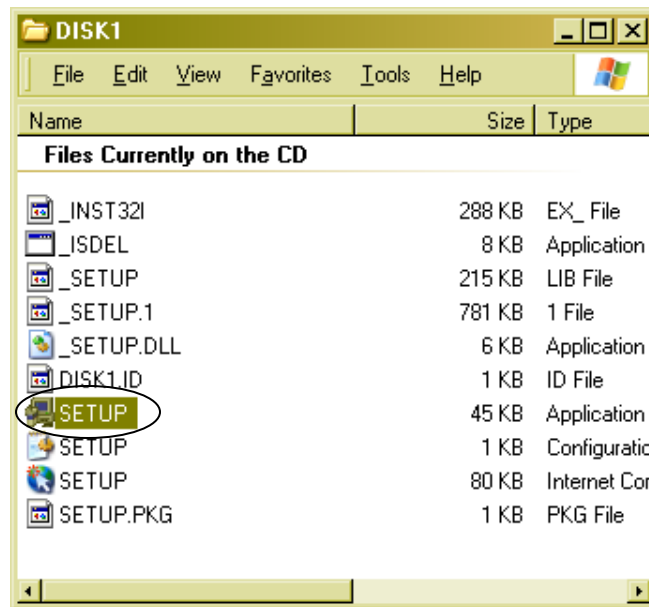 DISK1
File Edit View Favorites Tools Help
Name Size Type
Files Currently on the CD
_INST32I 288 KB EX_ File
_ISDEL 8 KB Application
_SETUP 215 KB LIB File
_SETUP.1 781 KB 1 File
_SETUP.DLL 6 KB Application
DISK1.ID 1 KB ID File
SETUP 45 KB Application
SETUP 1 KB Configuratic
SETUP 80 KB Internet Cor
SETUP.PKG 1 KB PKG File